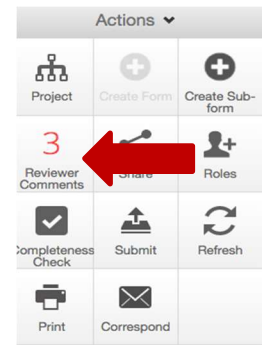 Actions
Project
Create Form
Create Sub-
form
3
Reviewer
Comments
Share
Roles
Completeness
Check
Submit
Refresh
Print
Correspond